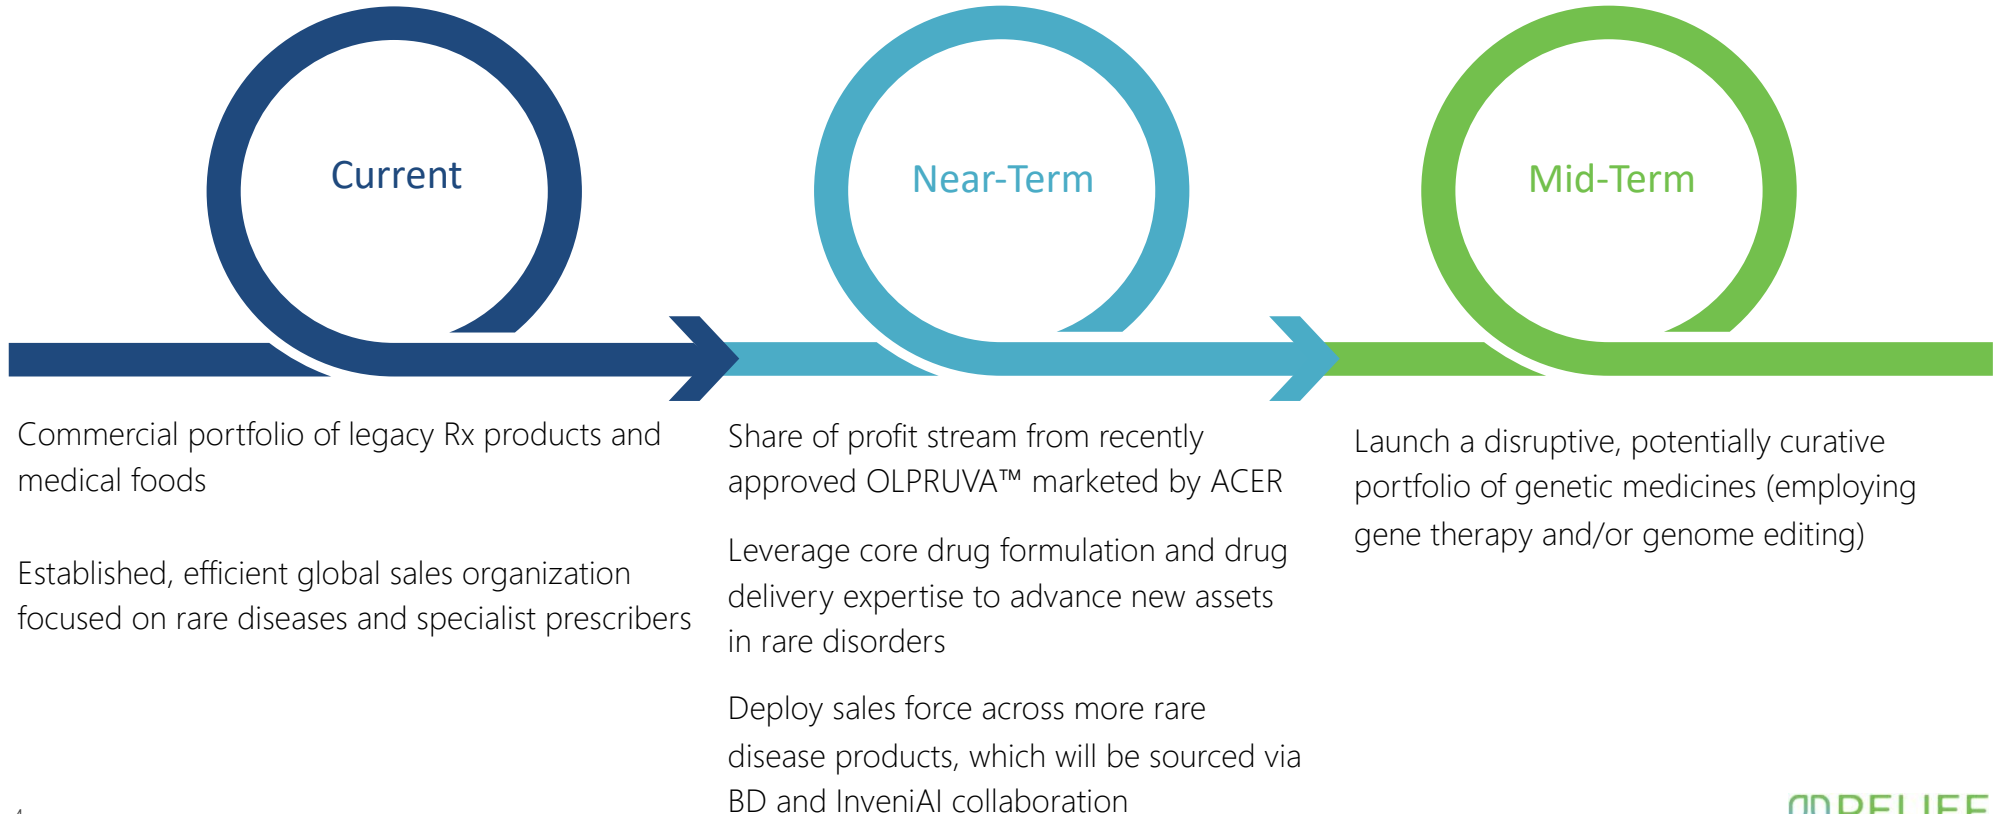 Current
Near-Term
Mid-Term
Commercial portfolio of legacy Rx products and
medical foods
Established, efficient global sales organization
focused on rare diseases and specialist prescribers
Share of profit stream from recently
approved OLPRUVA™ marketed by ACER
Leverage core drug formulation and drug
delivery expertise to advance new assets
in rare disorders
Deploy sales force across more rare
disease products, which will be sourced via
BD and InveniAI collaboration
Launch a disruptive, potentially curative
portfolio of genetic medicines (employing
gene therapy and/or genome editing)
RELIEF